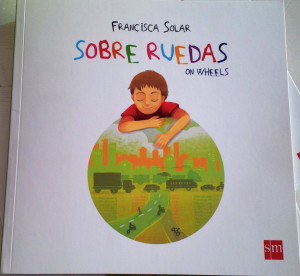 FRANCISCA SOLAR
SOBRE RUEDAS
ON WHEELS
sm